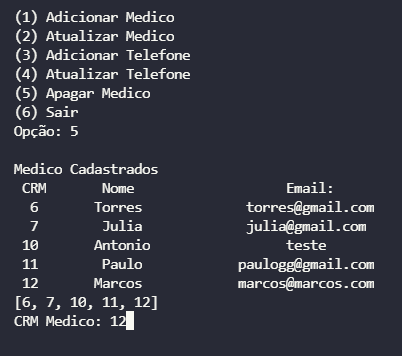 (1) Adicionar Medico
(2) Atualizar Medico
(3) Adicionar Telefone
(4) Atualizar Telefone
(5) Apagar Medico
(6) Sair
Opção: 5
Medico Cadastrados
CRM Nome Email:
6 Torres torres@gmail.com
7 Julia julia@gmail.com
10 Antonio teste
11 Paulo paulogg@gmail.com
12 Marcos marcos@marcos.com
[6, 7, 10, 11, 12]
CRM Medico: 12